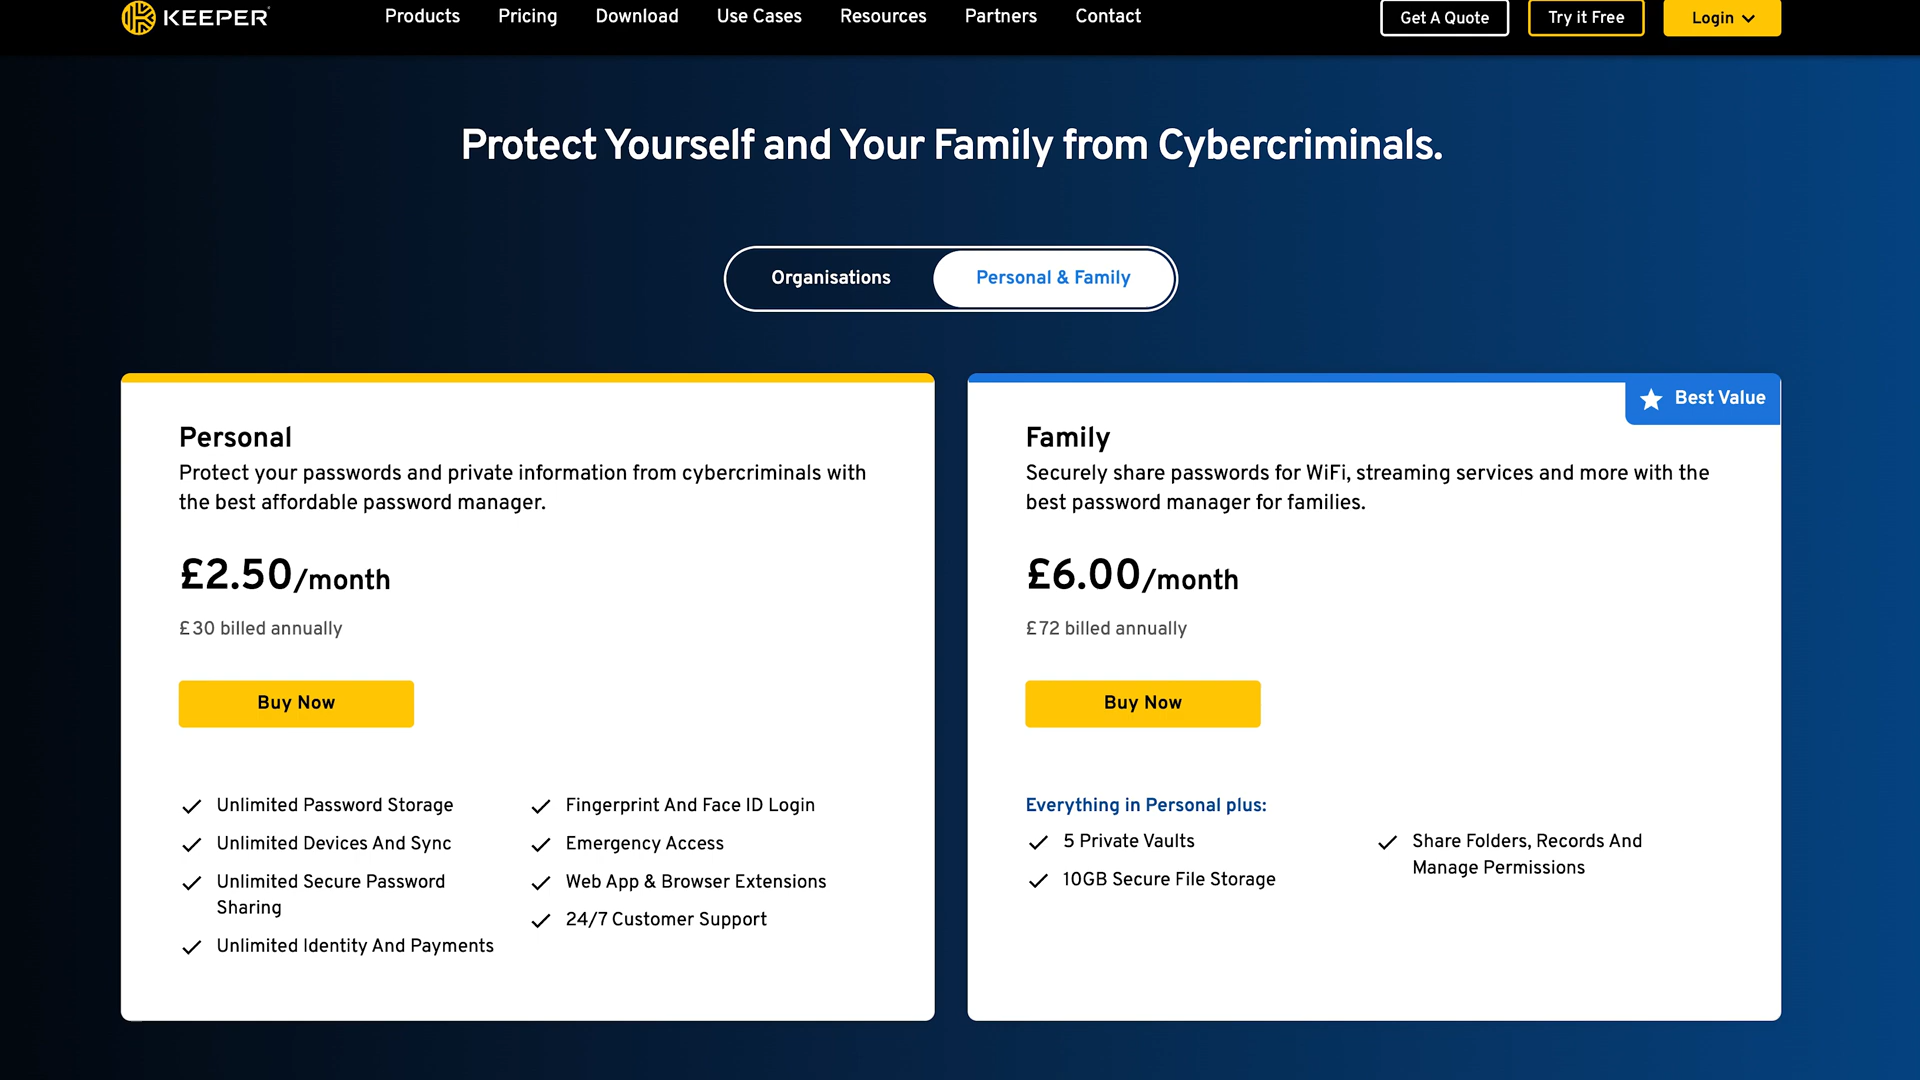 KEEPER
Products
Pricing
Download
Use Cases
Resources
Partners
Contact
Get A Quote
Try it Free
Login
Protect Yourself and Your Family from Cybercriminals.
Organisations
Personal & Family
Personal
Protect your passwords and private information from cybercriminals with
the best affordable password manager.
£2.50/month
£30 billed annually
Buy Now
Unlimited Password Storage
Unlimited Devices And Sync
Unlimited Secure Password
Sharing
Unlimited Identity And Payments
Fingerprint And Face ID Login
Emergency Access
Web App & Browser Extensions
24/7 Customer Support
Best Value
Family
Securely share passwords for WiFi, streaming services and more with the
best password manager for families.
£6.00/month
£72 billed annually
Buy Now
Everything in Personal plus:
5 Private Vaults
10GB Secure File Storage
Share Folders, Records And
Manage Permissions